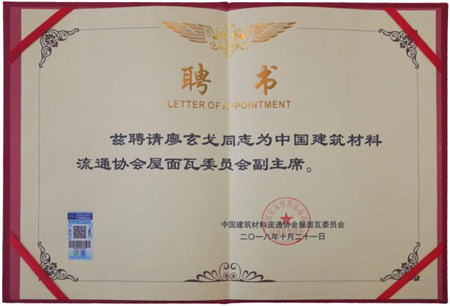 聘书
LETTER OF APPOINTMENT
兹聘请廖玄戈同志为中国建筑材料
流通协会屋面瓦委员会副主席。
中国建筑材料流通协会屋面瓦委员会
二〇一八年十月二十一日